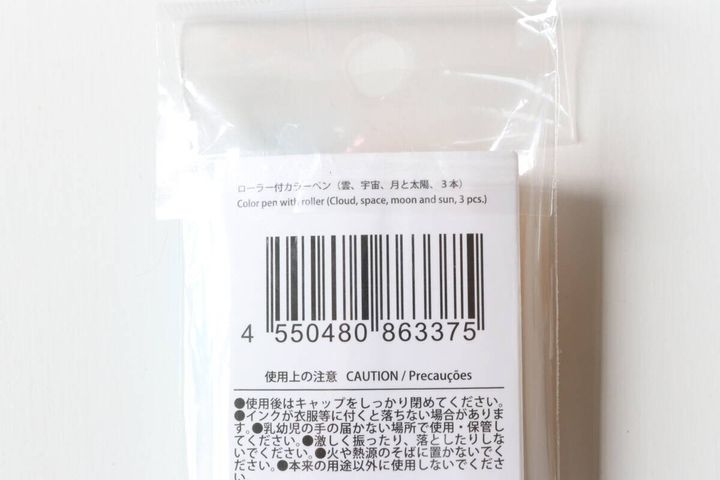 ローラー付カラーペン（雲、宇宙、月と太陽、３本）
Color pen with roller (Cloud, space, moon and sun, 3 pcs.)
4 550480 863375
使用上の注意 CAUTION / Precauções
●使用後はキャップをしっかり閉めてください。
●インクが衣服等に付くと落ちない場合がありま
す。●乳幼児の手の届かない場所で使用・保管し
てください。●激しく振ったり、落としたりしな
いでください。●火や熱源のそばに置かないでくだ
ください。●本来の用途以外に使用しないでくださ
い。